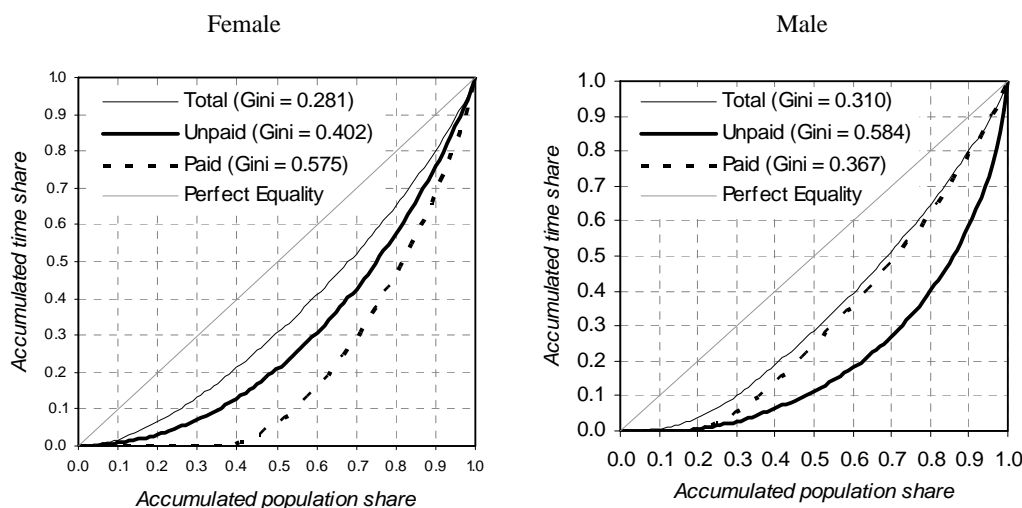 Female
Accumulated time share
1.0
0.9
0.8
0.7
0.6
0.5
0.4
0.3
0.2
0.1
0.0
Total (Gini = 0.281)
Unpaid (Gini = 0.402)
Paid (Gini = 0.575)
Perfect Equality
0.0 0.1 0.2 0.3 0.4 0.5 0.6 0.7 0.8 0.9 1.0
Accumulated population share
Male
Accumulated time share
1.0
0.9
0.8
0.7
0.6
0.5
0.4
0.3
0.2
0.1
0.0
Total (Gini = 0.310)
Unpaid (Gini = 0.584)
Paid (Gini = 0.367)
Perfect Equality
0.0 0.1 0.2 0.3 0.4 0.5 0.6 0.7 0.8 0.9 1.0
Accumulated population share